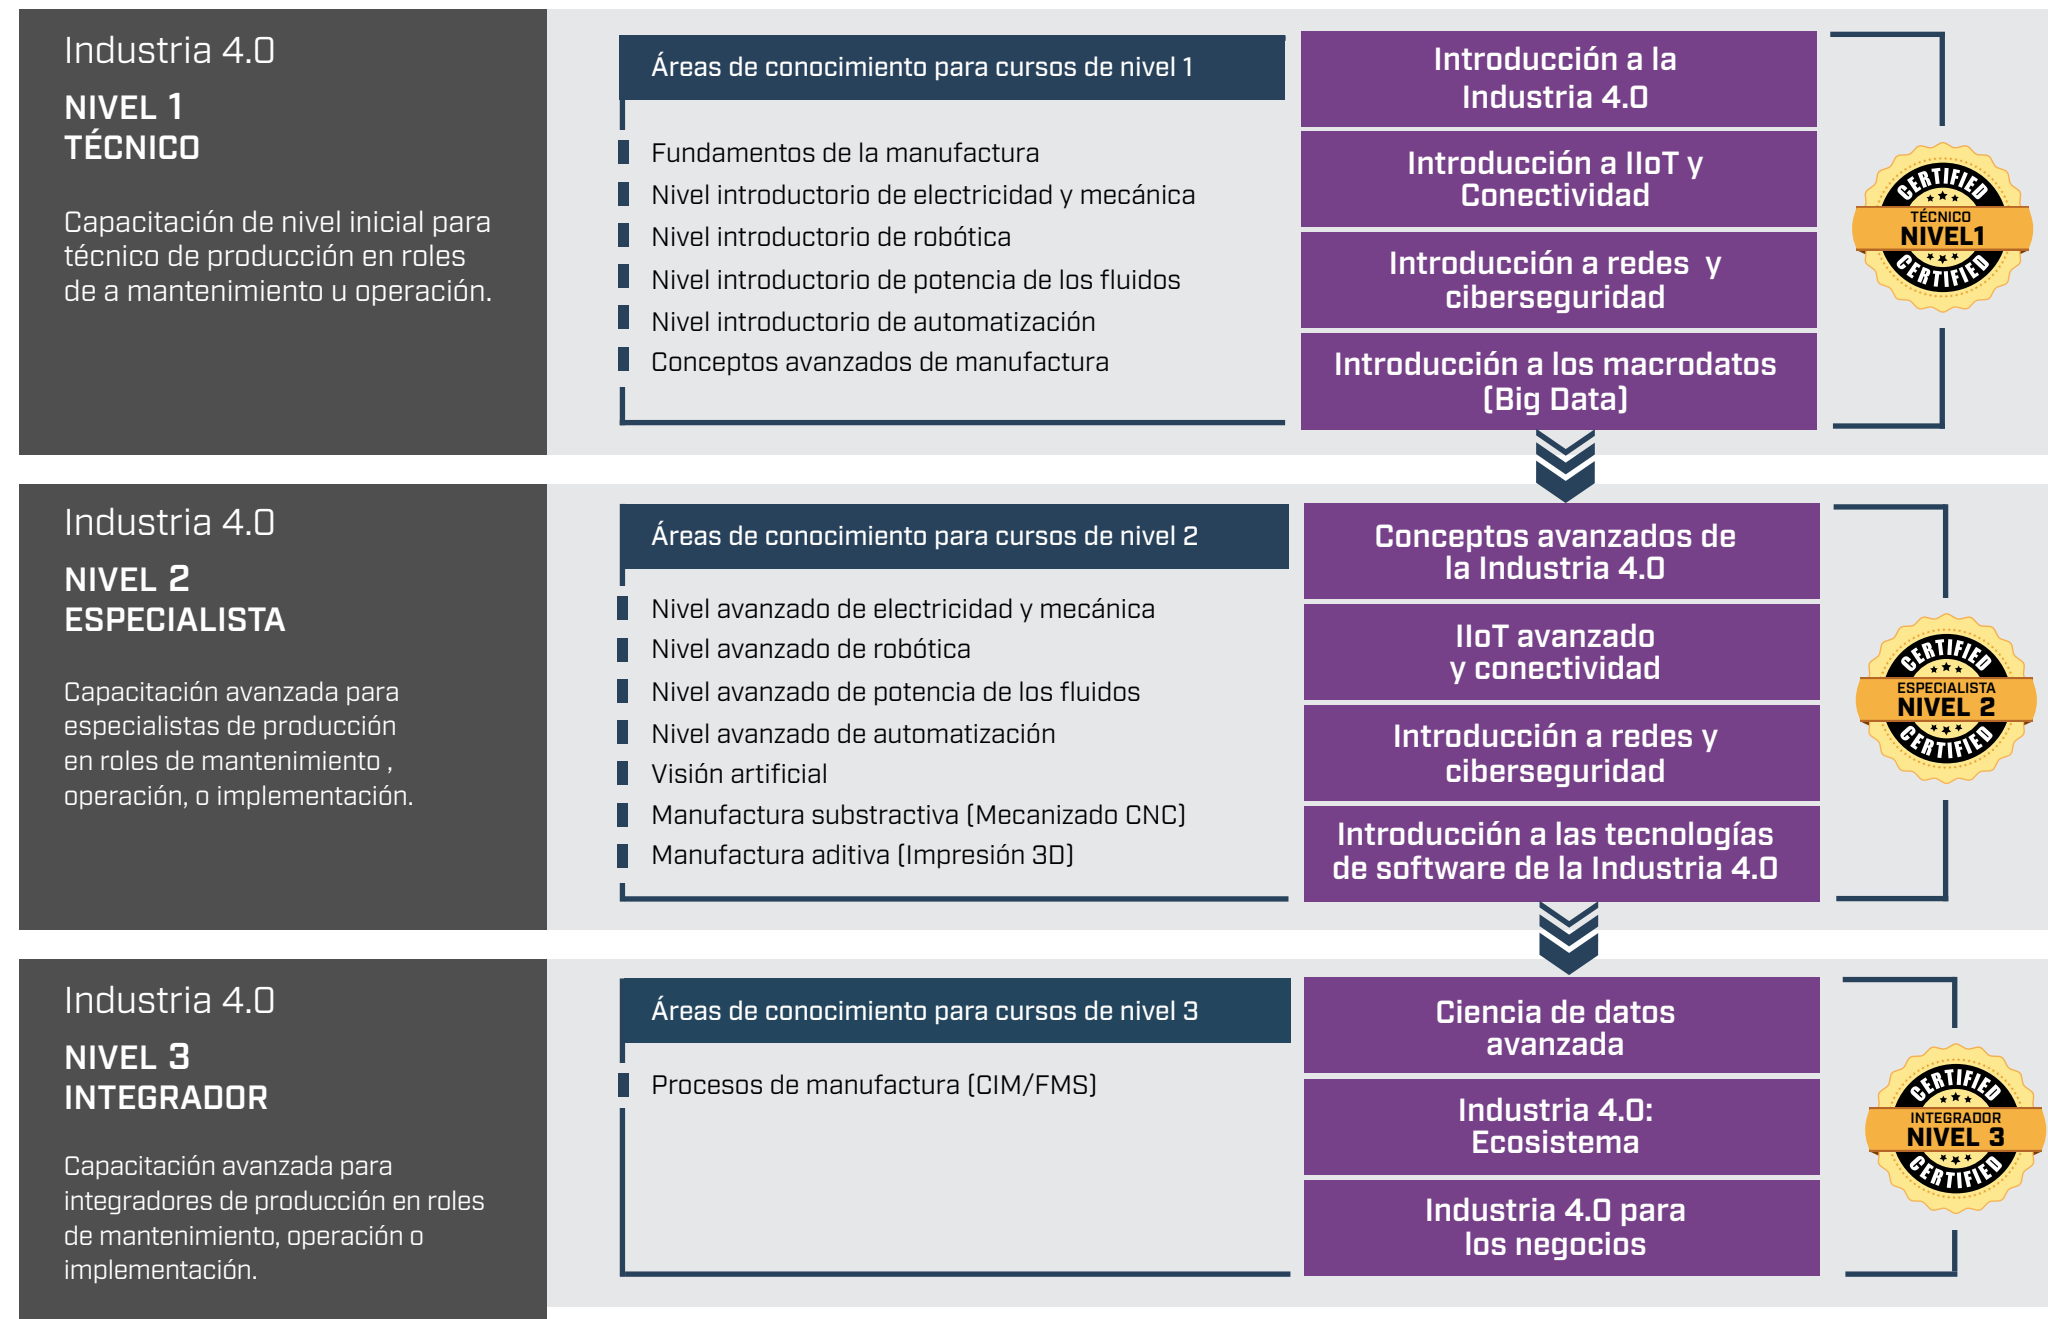 Industria 4.0
NIVEL 1
TÉCNICO
Capacitación de nivel inicial para
técnico de producción en roles
de a mantenimiento u operación.
Áreas de conocimiento para cursos de nivel 1
Fundamentos de la manufactura
Nivel introductorio de electricidad y mecánica
Nivel introductorio de robótica
Nivel introductorio de potencia de los fluidos
Nivel introductorio de automatización
Conceptos avanzados de manufactura
Introducción a la
Industria 4.0
Introducción a IIoT y
Conectividad
Introducción a redes y
ciberseguridad
Introducción a los macrodatos
(Big Data)
CERTIFIED
TÉCNICO
NIVEL1
CERTIFIED
Industria 4.0
NIVEL 2
ESPECIALISTA
Capacitación avanzada para
especialistas de producción
en roles de mantenimiento ,
operación, o implementación.
Áreas de conocimiento para cursos de nivel 2
Nivel avanzado de electricidad y mecánica
Nivel avanzado de robótica
Nivel avanzado de potencia de los fluidos
Nivel avanzado de automatización
Visión artificial
Manufactura substractiva (Mecanizado CNC)
Manufactura aditiva (Impresión 3D)
Conceptos avanzados de
la Industria 4.0
IIoT avanzado
y conectividad
Introducción a redes y
ciberseguridad
Introducción a las tecnologías
de software de la Industria 4.0
CERTIFIED
ESPECIALISTA
NIVEL 2
CERTIFIED
Industria 4.0
NIVEL 3
INTEGRADOR
Capacitación avanzada para
integradores de producción en roles
de mantenimiento, operación o
implementación.
Áreas de conocimiento para cursos de nivel 3
Procesos de manufactura (CIM/FMS)
Ciencia de datos
avanzada
Industria 4.0:
Ecosistema
Industria 4.0 para
los negocios
CERTIFIED
INTEGRADOR
NIVEL 3
CERTIFIED